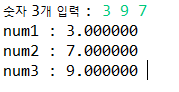 숫자 3개 입력 : 3 9 7
num1 : 3.000000
num2 : 7.000000
num3 : 9.000000